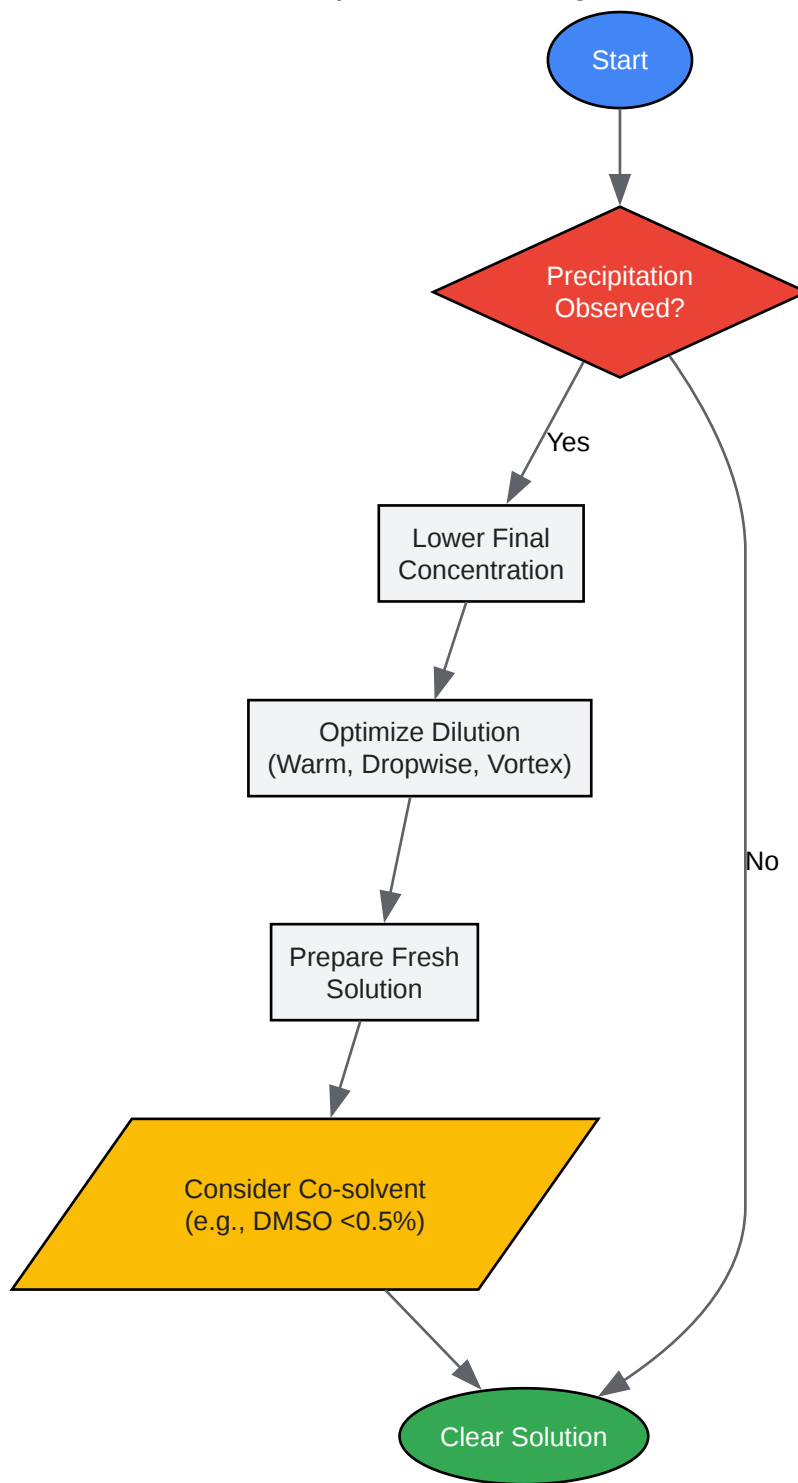 Start
Precipitation
Observed?
Yes
Lower Final
Concentration
Optimize Dilution
(Warm, Dropwise, Vortex)
No
Prepare Fresh
Solution
Consider Co-solvent
(e.g., DMSO <0.5%)
Clear Solution